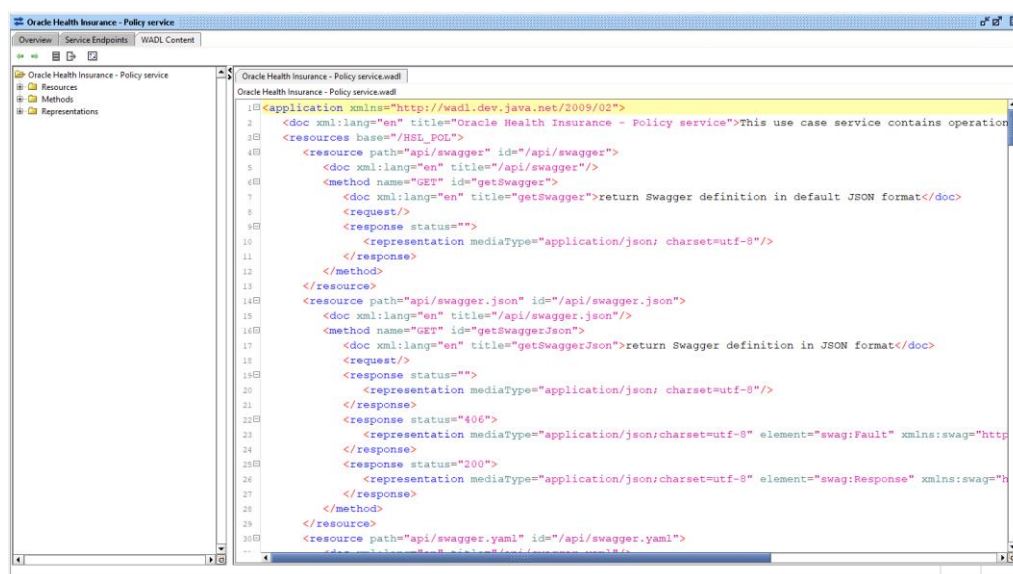 Oracle Health Insurance - Policy service
Overview
Service Endpoints
WADL Content
Oracle Health Insurance - Policy service
Resources
Methods
Representations
Oracle Health Insurance - Policy service.wadl
Oracle Health Insurance - Policy service.wadl
1 <application xmlns="http://wadl.dev.java.net/2009/02">
2 <doc xml:lang="en" title="Oracle Health Insurance - Policy service">This use case service contains operation
3 <resources base="/HSL_POL">
4 <resource path="api/swagger" id="/api/swagger">
5 <doc xml:lang="en" title="/api/swagger"/>
6 <method name="GET" id="getSwagger">
7 <doc xml:lang="en" title="getSwagger">return Swagger definition in default JSON format</doc>
8 <request/>
9 <response status="">
10 <representation mediaType="application/json; charset=utf-8"/>
11 </response>
12 </method>
13 </resource>
14 <resource path="api/swagger.json" id="/api/swagger.json">
15 <doc xml:lang="en" title="/api/swagger.json"/>
16 <method name="GET" id="getSwaggerJson">
17 <doc xml:lang="en" title="getSwaggerJson">return Swagger definition in JSON format</doc>
18 <request/>
19 <response status="">
20 <representation mediaType="application/json; charset=utf-8"/>
21 </response>
22 <response status="406">
23 <representation mediaType="application/json;charset=utf-8" element="swag:Fault" xmlns:swag="http
24 </response>
25 <response status="200">
26 <representation mediaType="application/json;charset=utf-8" element="swag:Response" xmlns:swag="h
27 </response>
28 </method>
29 </resource>
30 <resource path="api/swagger.yaml" id="/api/swagger.yaml">